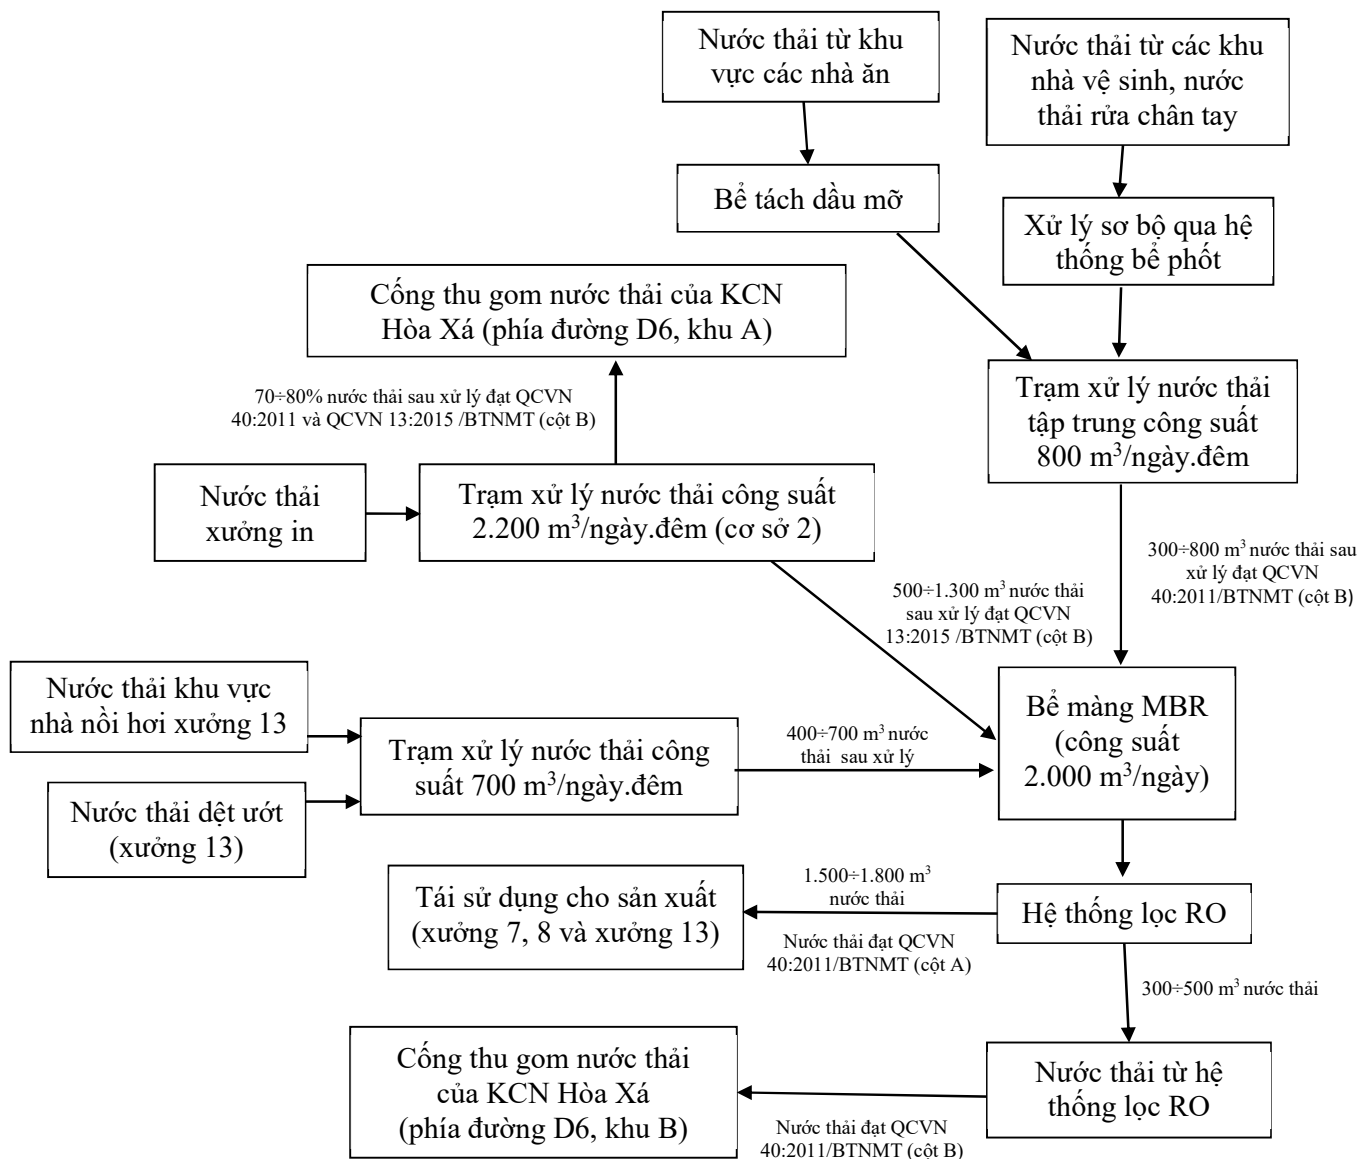 Nước thải từ khu
vực các nhà ăn
Nước thải từ các khu
nhà vệ sinh, nước
thải rửa chân tay
Bể tách dầu mỡ
Xử lý sơ bộ qua hệ
thống bể phốt
Cống thu gom nước thải của KCN
Hòa Xá (phía đường D6, khu A)
70÷80% nước thải sau xử lý đạt QCVN
40:2011 và QCVN 13:2015 /BTNMT (cột B)
Trạm xử lý nước thải
tập trung công suất
800 m³/ngày.đêm
Nước thải
xưởng in
Trạm xử lý nước thải công suất
2.200 m³/ngày.đêm (cơ sở 2)
300÷800 m³ nước thải sau
xử lý đạt QCVN
40:2011/BTNMT (cột B)
500÷1.300 m³ nước thải
sau xử lý đạt QCVN
13:2015 /BTNMT (cột B)
Nước thải khu vực
nhà nồi hơi xưởng 13
Trạm xử lý nước thải công
suất 700 m³/ngày.đêm
400÷700 m³ nước
thải sau xử lý
Bể màng MBR
(công suất
2.000 m³/ngày)
Nước thải dệt ướt
(xưởng 13)
Tái sử dụng cho sản xuất
(xưởng 7, 8 và xưởng 13)
1.500÷1.800 m³
nước thải
Nước thải đạt QCVN
40:2011/BTNMT (cột A)
Hệ thống lọc RO
300÷500 m³ nước thải
Cống thu gom nước thải
của KCN Hòa Xá
(phía đường D6, khu B)
Nước thải đạt QCVN
40:2011/BTNMT (cột B)
Nước thải từ hệ
thống lọc RO